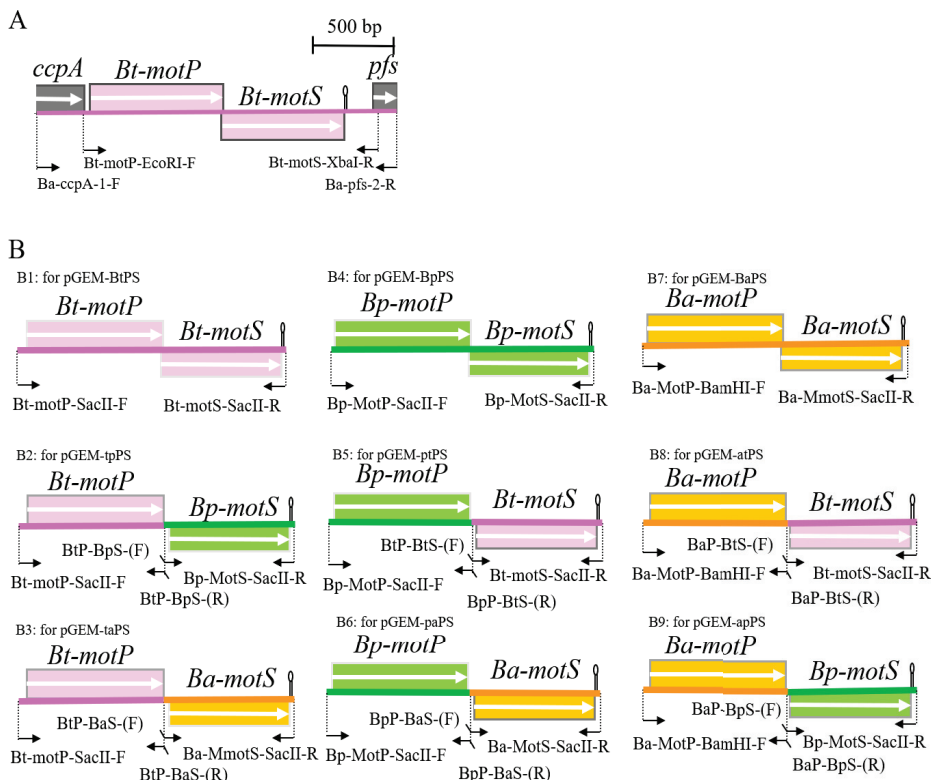 A
500 bp
ccpA
Bt-motP
Bt-motS
pfs
Bt-motP-EcoRI-F
Bt-motS-XbaI-R
Ba-ccpA-1-F
Ba-pfs-2-R
B
B1: for pGEM-BtPS
Bt-motP
Bt-motS
Bt-motP-SacII-F
Bt-motS-SacII-R
B4: for pGEM-BpPS
Bp-motP
Bp-motS
Bp-MotP-SacII-F
Bp-MotS-SacII-R
B7: for pGEM-BaPS
Ba-motP
Ba-motS
Ba-MotP-BamHI-F
Ba-MmotS-SacII-R
B2: for pGEM-tpPS
Bt-motP
Bp-motS
BtP-BpS-(F)
Bt-motP-SacII-F
Bp-MotS-SacII-R
BtP-BpS-(R)
B5: for pGEM-ptPS
Bp-motP
Bt-motS
BtP-BtS-(F)
Bp-MotP-SacII-F
Bt-motS-SacII-R
BpP-BtS-(R)
B8: for pGEM-atPS
Ba-motP
Bt-motS
BaP-BtS-(F)
Ba-MotP-BamHI-F
Bt-motS-SacII-R
BaP-BtS-(R)
B3: for pGEM-taPS
Bt-motP
Ba-motS
BtP-BaS-(F)
Bt-motP-SacII-F
Ba-MmotS-SacII-R
BtP-BaS-(R)
B6: for pGEM-paPS
Bp-motP
Ba-motS
BpP-BaS-(F)
Bp-MotP-SacII-F
Ba-MotS-SacII-R
BpP-BaS-(R)
B9: for pGEM-apPS
Ba-motP
Bp-motS
BaP-BpS-(F)
Ba-MotP-BamHI-F
Bp-MotS-SacII-R
BaP-BpS-(R)